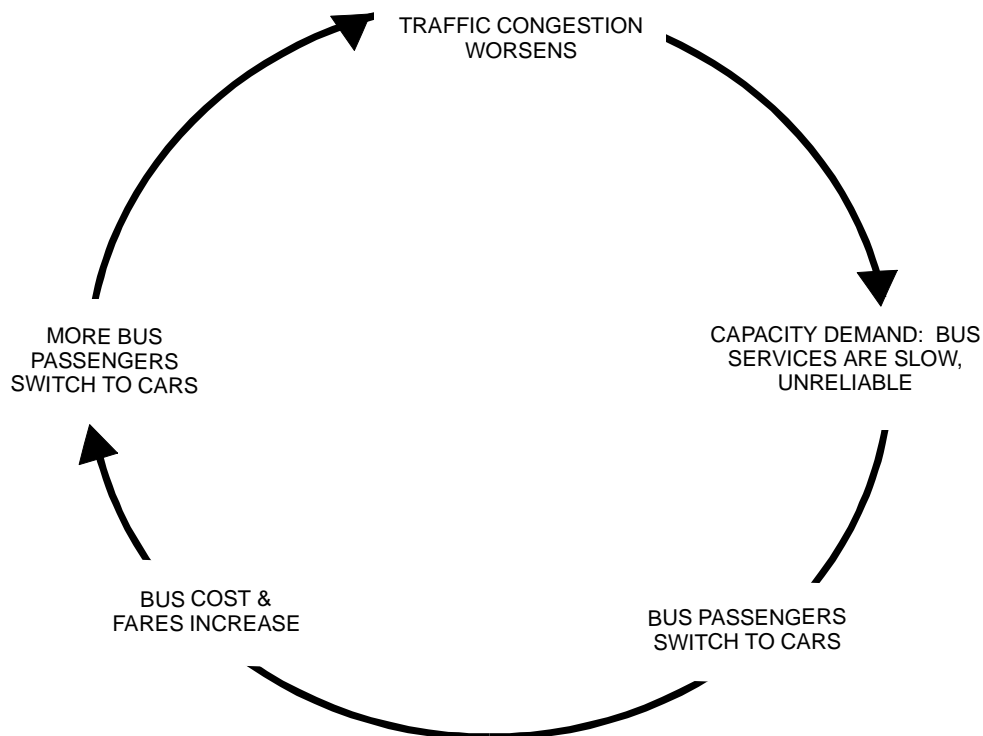 TRAFFIC CONGESTION
WORSENS
CAPACITY DEMAND:  BUS
SERVICES ARE SLOW,
UNRELIABLE
BUS PASSENGERS
SWITCH TO CARS
BUS COST &
FARES INCREASE
MORE BUS
PASSENGERS
SWITCH TO CARS